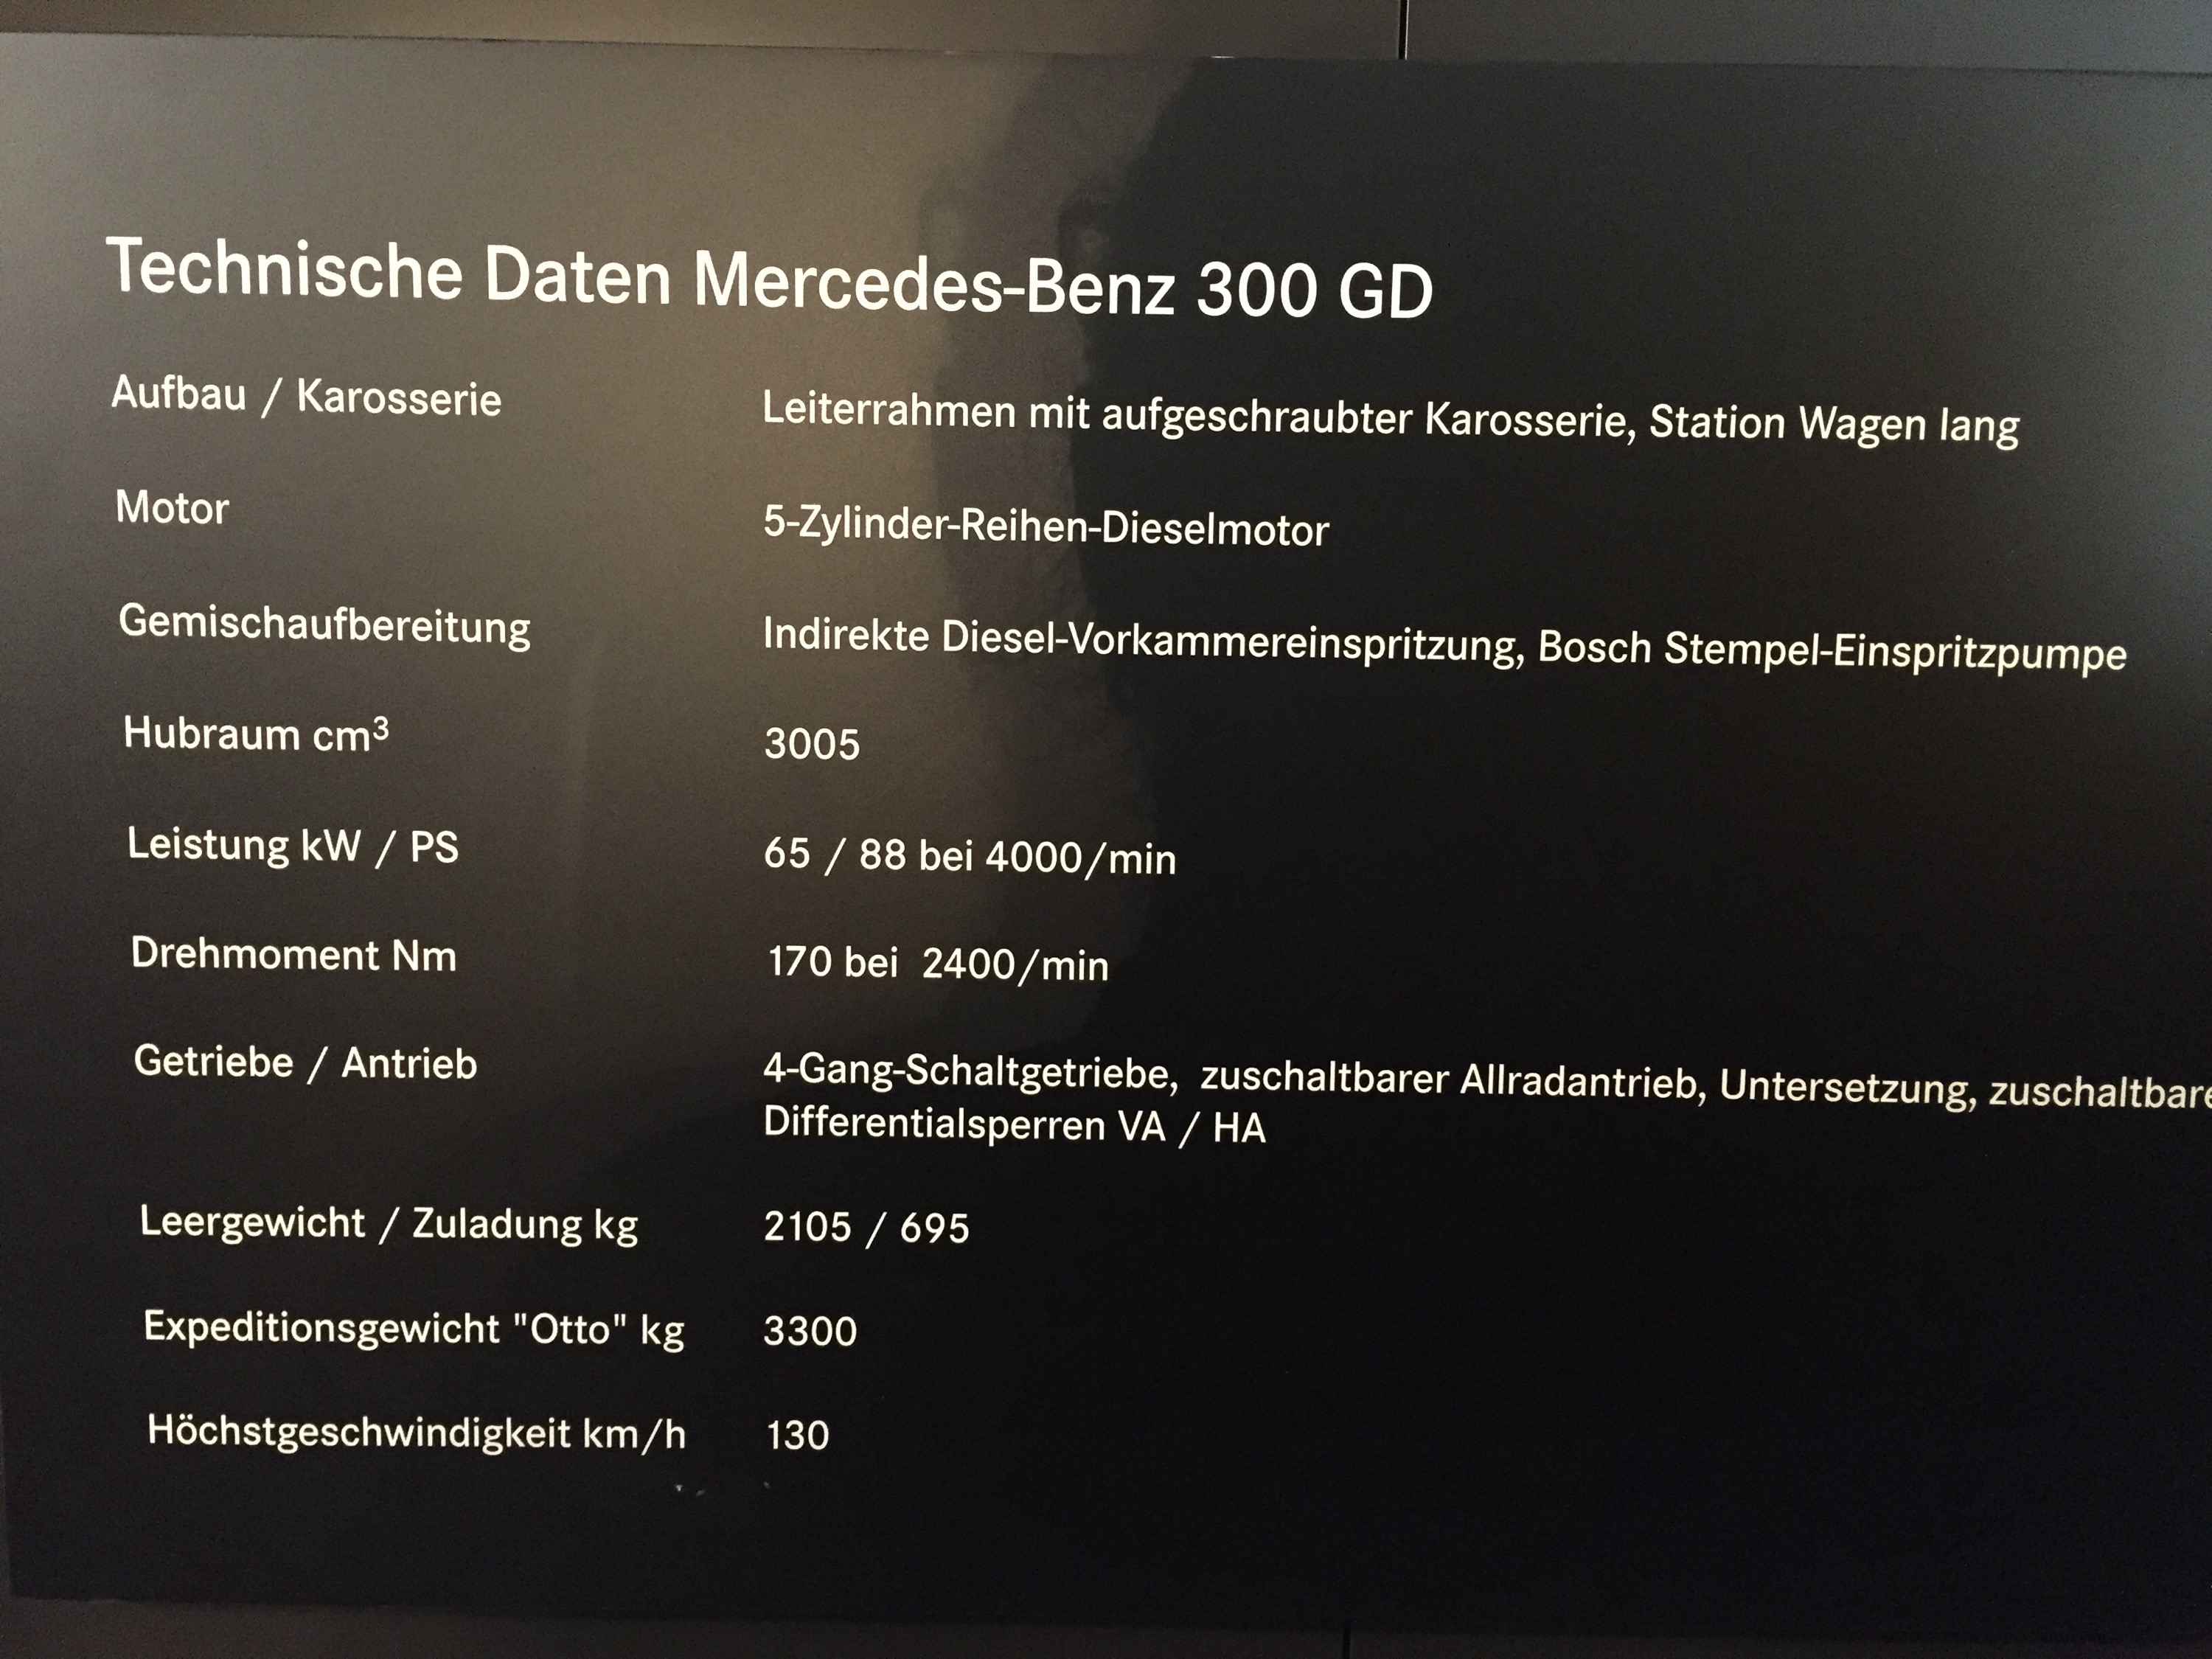 Technische Daten Mercedes-Benz 300 GD
Aufbau / Karosserie Leiterrahmen mit aufgeschraubter Karosserie, Station Wagen lang
Motor 5-Zylinder-Reihen-Dieselmotor
Gemischaufbereitung Indirekte Diesel-Vorkammereinspritzung, Bosch Stempel-Einspritzpumpe
Hubraum cm³ 3005
Leistung kW / PS 65 / 88 bei 4000/min
Drehmoment Nm 170 bei 2400/min
Getriebe / Antrieb 4-Gang-Schaltgetriebe, zuschaltbarer Allradantrieb, Untersetzung, zuschaltbare
Differentialsperren VA / HA
Leergewicht / Zuladung kg 2105 / 695
Expeditionsgewicht "Otto" kg 3300
Höchstgeschwindigkeit km/h 130